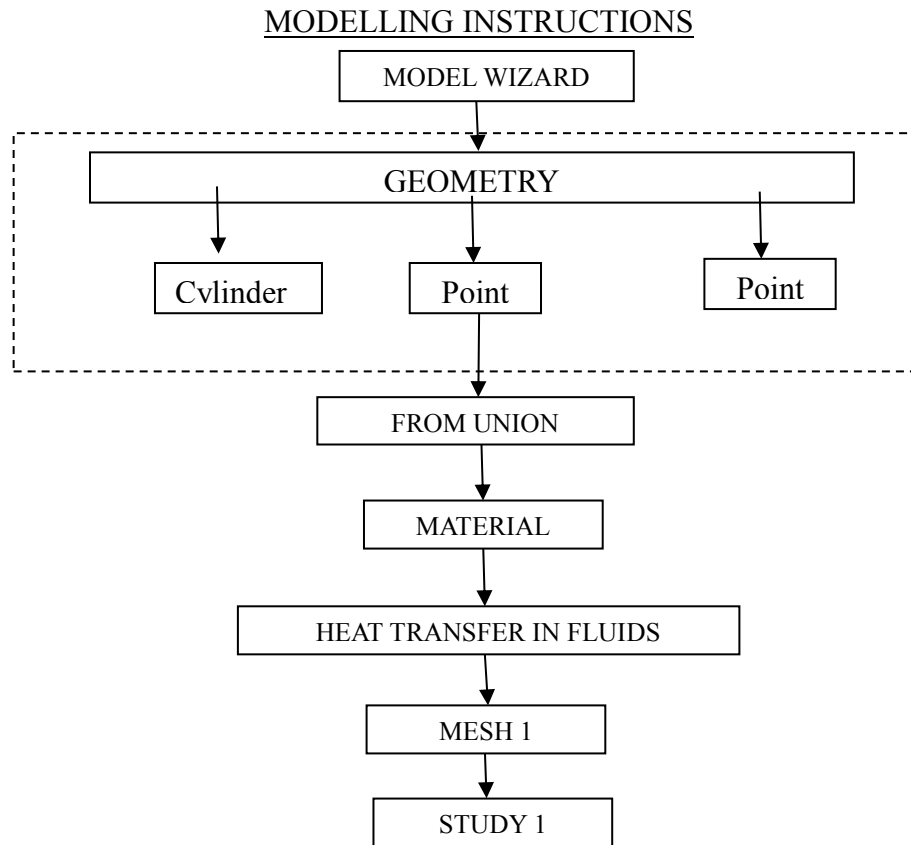 MODELLING INSTRUCTIONS
MODEL WIZARD
GEOMETRY
Cvlinder
Point
Point
FROM UNION
MATERIAL
HEAT TRANSFER IN FLUIDS
MESH 1
STUDY 1